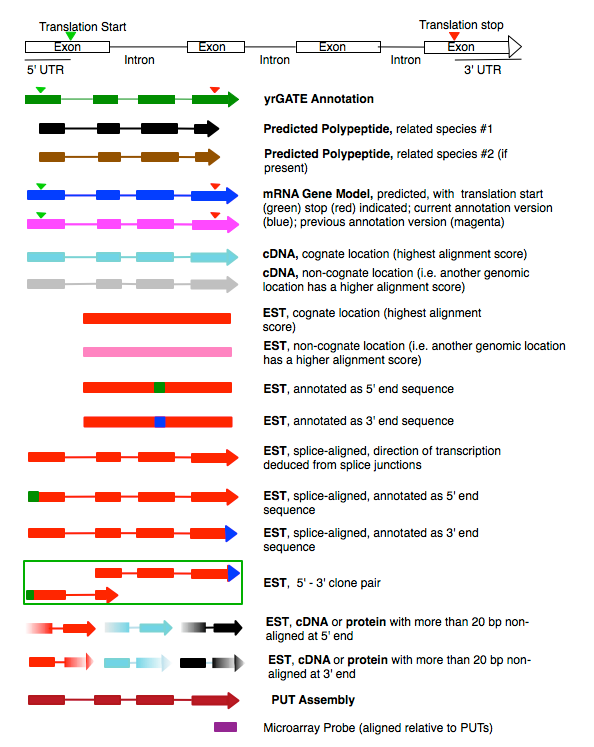 Translation Start
Translation stop
Exon
Exon
Exon
Exon
Intron
Intron
Intron
5' UTR
3' UTR
yrGATE Annotation
Predicted Polypeptide, related species #1
Predicted Polypeptide, related species #2 (if
present)
mRNA Gene Model, predicted, with translation start
(green) stop (red) indicated; current annotation version
(blue); previous annotation version (magenta)
cDNA, cognate location (highest alignment score)
cDNA, non-cognate location (i.e. another genomic
location has a higher alignment score)
EST, cognate location (highest alignment
score)
EST, non-cognate location (i.e. another genomic location
has a higher alignment score)
EST, annotated as 5' end sequence
EST, annotated as 3' end sequence
EST, splice-aligned, direction of transcription
deduced from splice junctions
EST, splice-aligned, annotated as 5' end
sequence
EST, splice-aligned, annotated as 3' end
sequence
EST, 5' - 3' clone pair
EST, cDNA or protein with more than 20 bp non-
aligned at 5' end
EST, cDNA or protein with more than 20 bp non-
aligned at 3' end
PUT Assembly
Microarray Probe (aligned relative to PUTs)